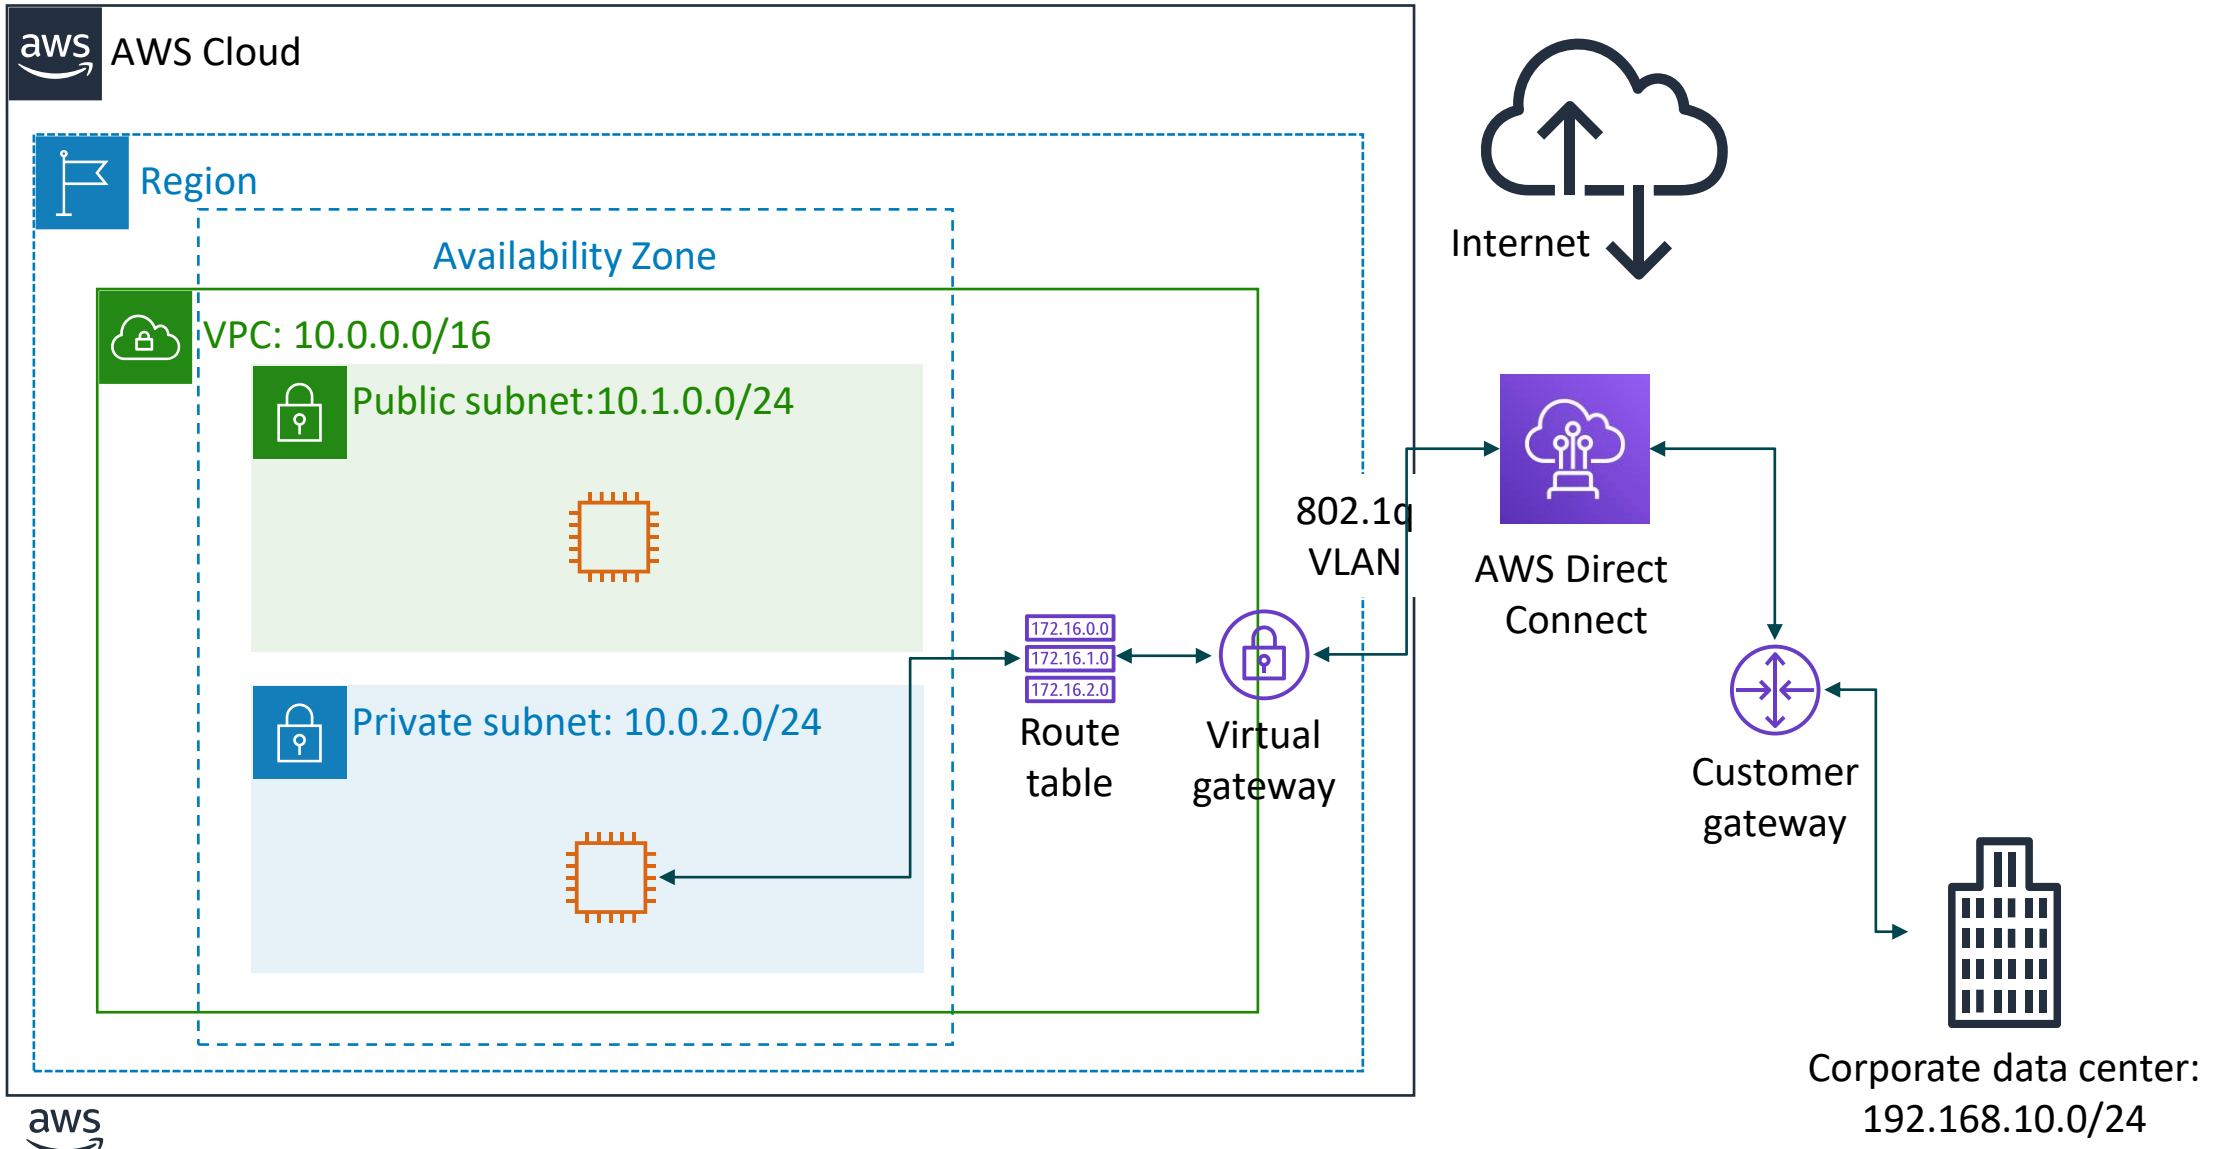 aws
AWS Cloud
Region
Availability Zone
VPC: 10.0.0.0/16
Public subnet:10.1.0.0/24
Private subnet: 10.0.2.0/24
172.16.0.0
172.16.1.0
172.16.2.0
Route
table
Virtual
gateway
802.1q
VLAN
Internet
AWS Direct
Connect
Customer
gateway
Corporate data center:
192.168.10.0/24
aws